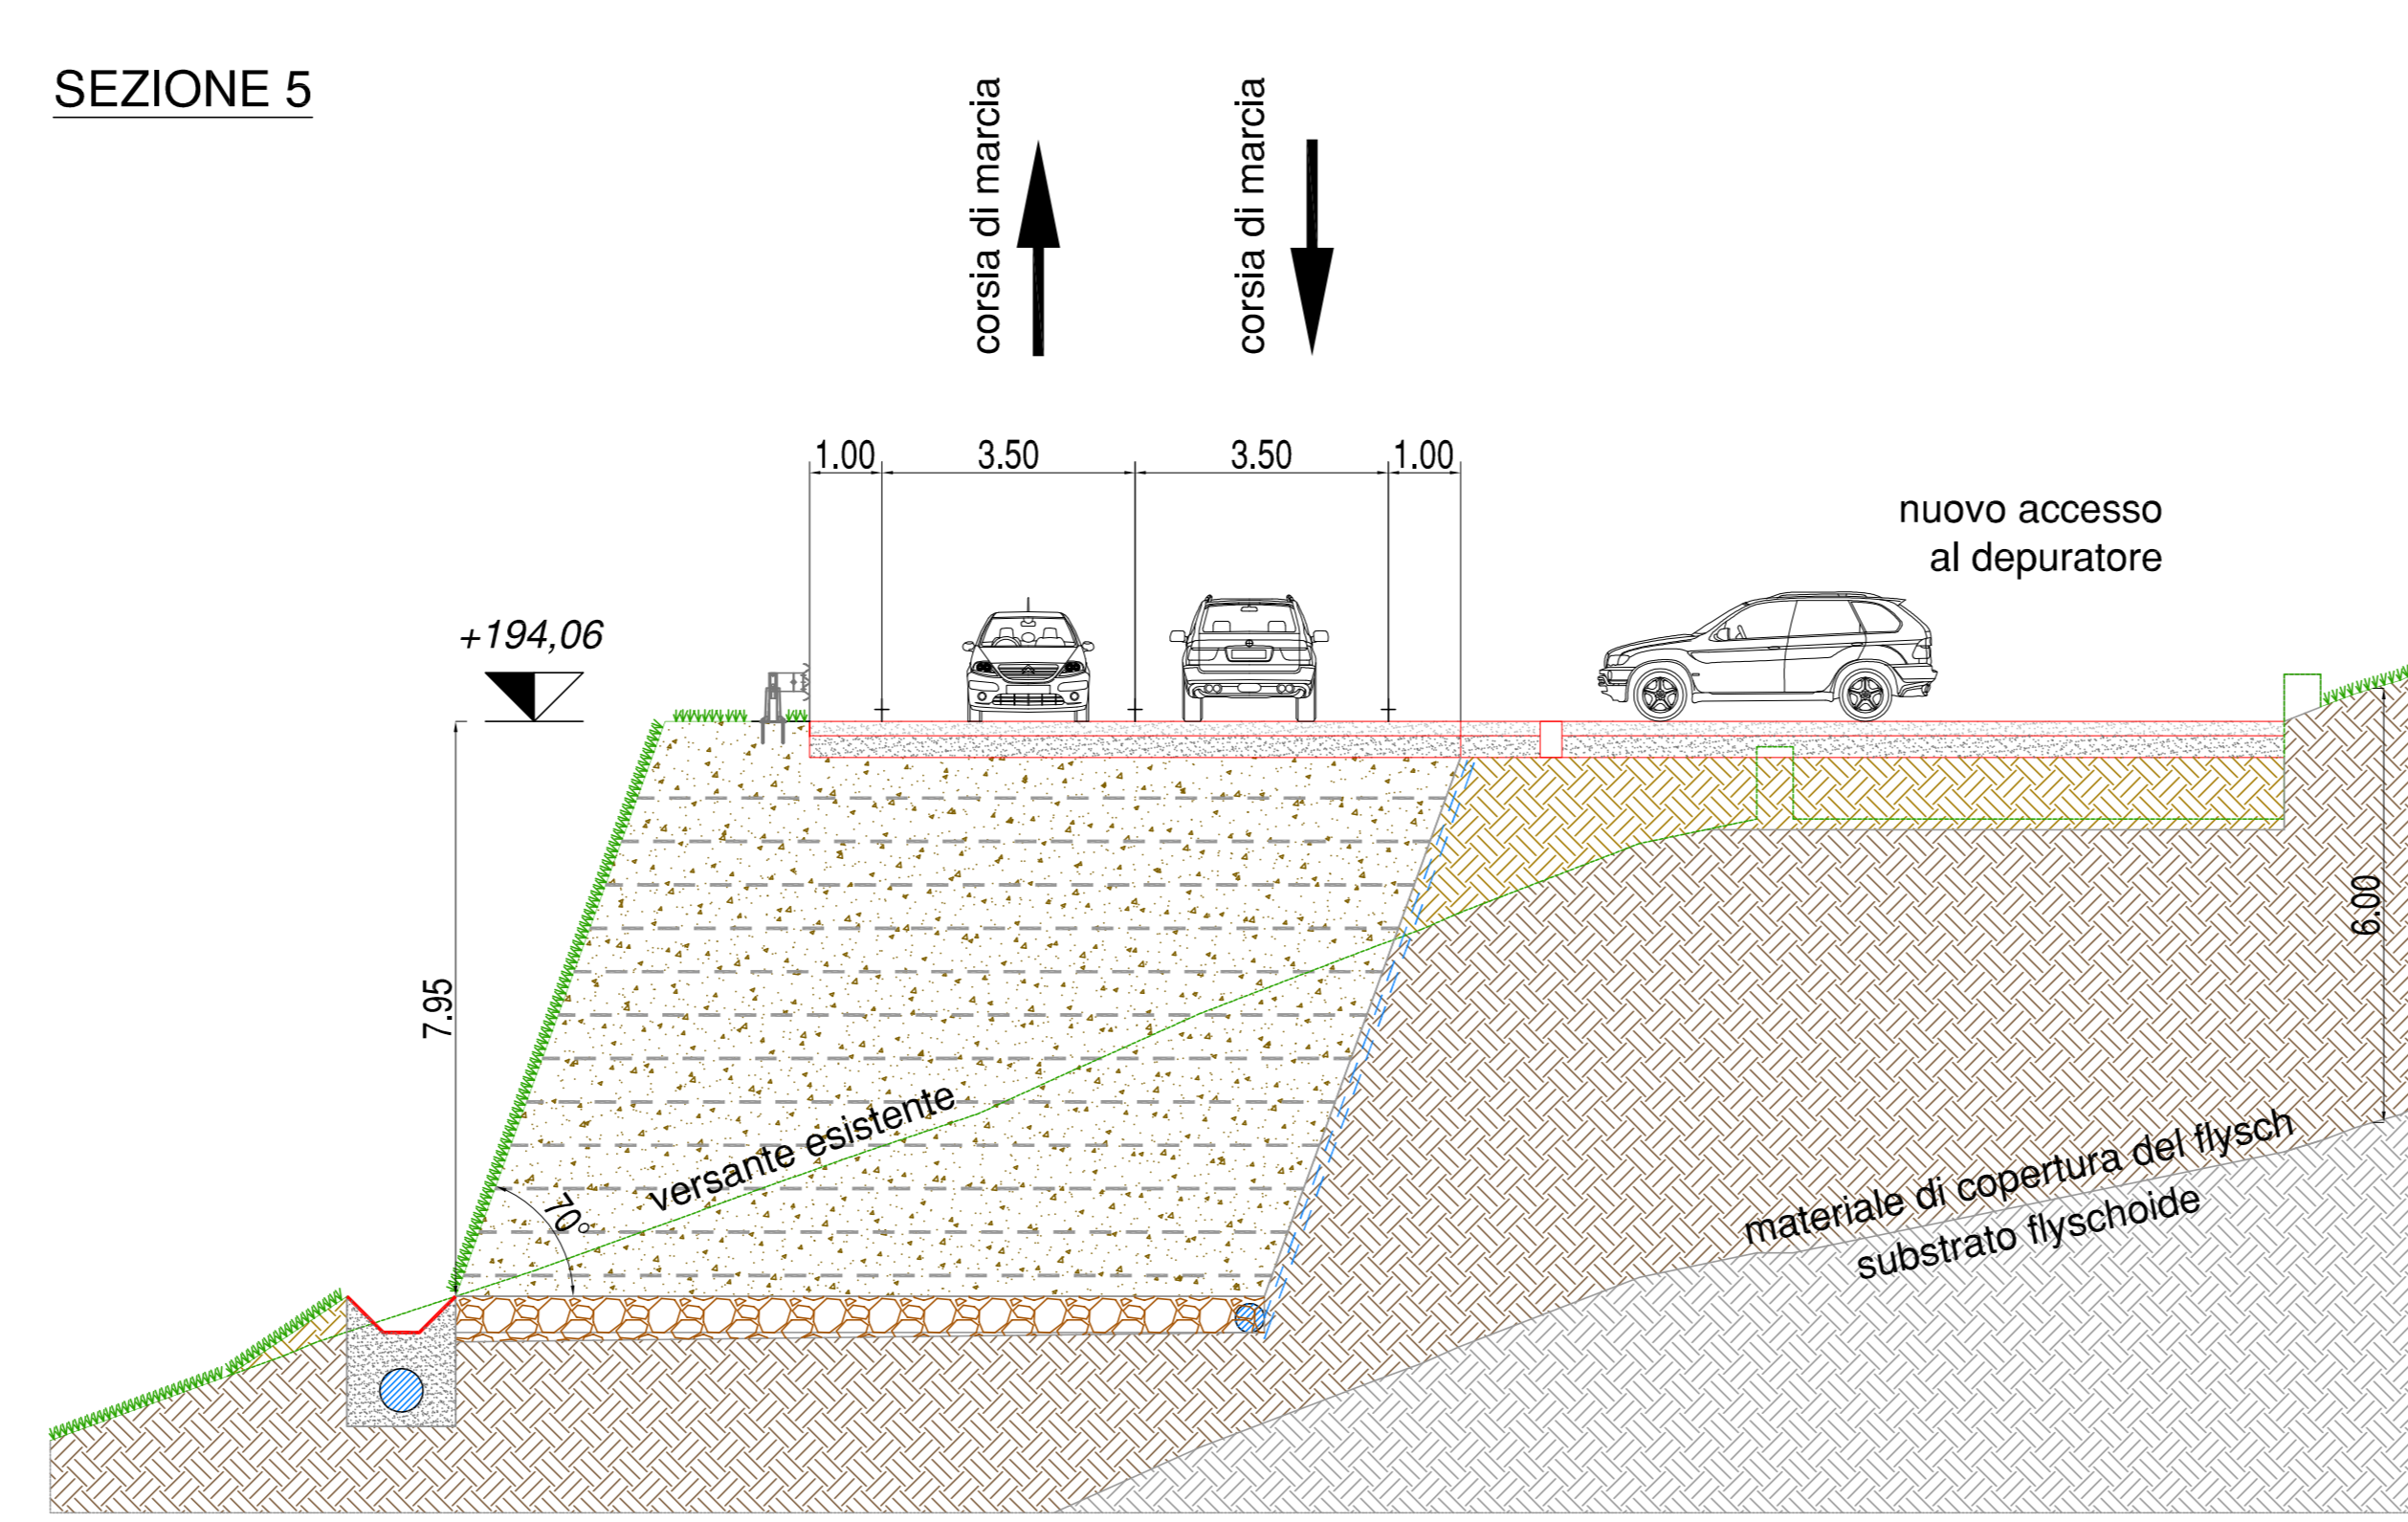 SEZIONE 5
corsia di marcia
corsia di marcia
1.00
3.50
3.50
1.00
nuovo accesso
al depuratore
+194,06
7.95
6.00
versante esistente
70°
materiale di copertura del flysch
substrato flyschoide